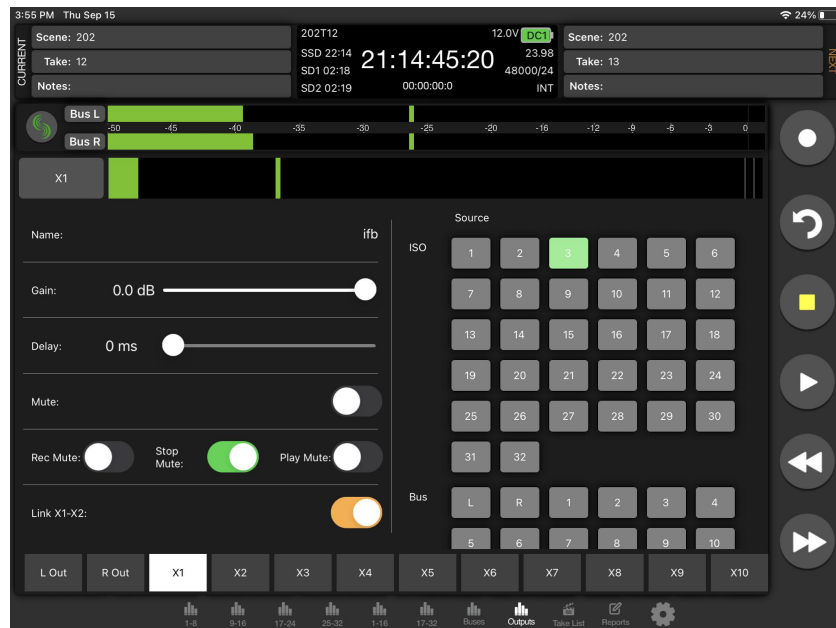 3:55 PM Thu Sep 15
24%
CURRENT
Scene: 202
Take: 12
Notes:
202T12
12.0V DC1
SSD 22:14
SD1 02:18
SD2 02:19
21:14:45:20
23.98
48000/24
00:00:00:0
INT
Scene: 202
Take: 13
Notes:
NEXT
Bus L
-50 -45 -40 -35 -30 -25 -20 -16 -12 -9 -6 -3 0
Bus R
X1
Name: ifb
Gain: 0.0 dB
Delay: 0 ms
Mute:
Rec Mute: Stop Mute: Play Mute:
Link X1-X2:
Source
ISO
1 2 3 4 5 6
7 8 9 10 11 12
13 14 15 16 17 18
19 20 21 22 23 24
25 26 27 28 29 30
31 32
Bus
L R 1 2 3 4
5 6 7 8 9 10
L Out R Out X1 X2 X3 X4 X5 X6 X7 X8 X9 X10
1-8 9-16 17-24 25-32 1-16 17-32 Buses Outputs Take List Reports